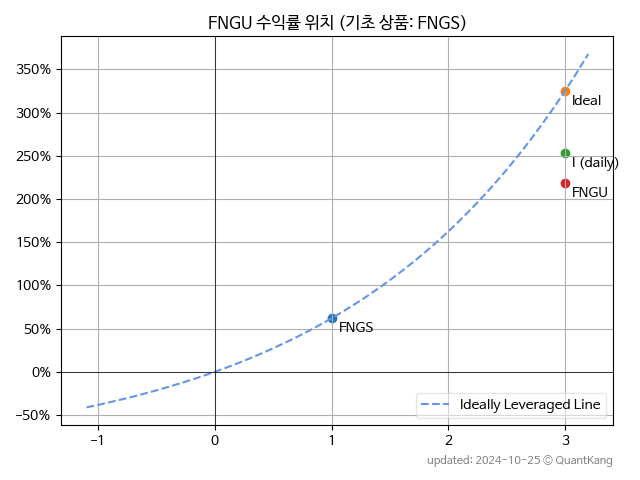 FNGU 수익률 위치 (기초 상품: FNGS)
350%
300%
250%
200%
150%
100%
50%
0%
−50%
Ideal
I (daily)
FNGU
FNGS
Ideally Leveraged Line
−1 0 1 2 3
updated: 2024-10-25 © QuantKang